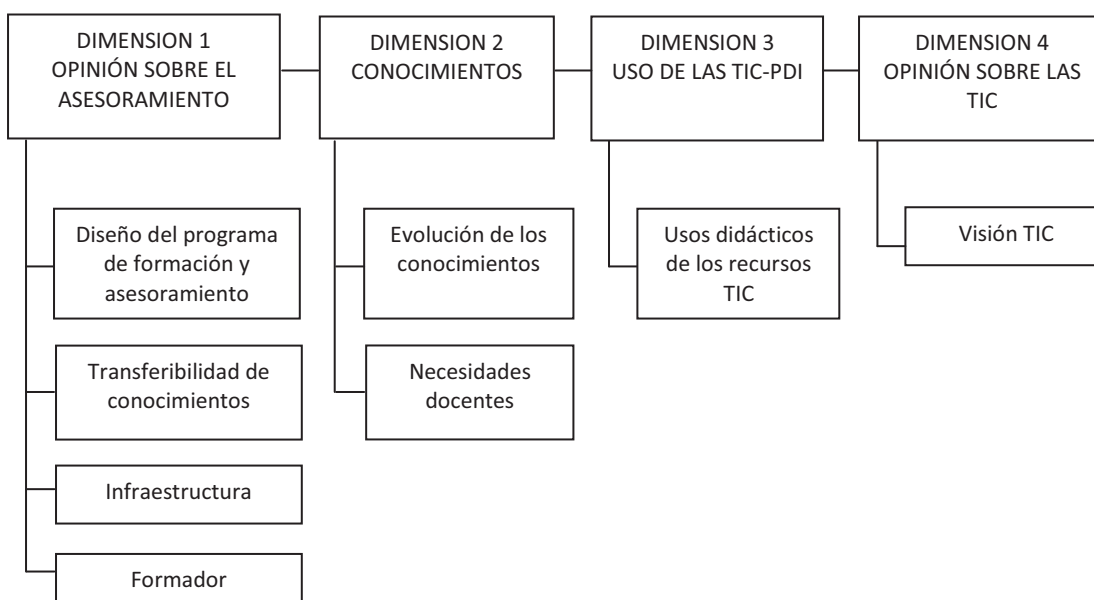 DIMENSION 1
OPINIÓN SOBRE EL
ASESORAMIENTO
DIMENSION 2
CONOCIMIENTOS
DIMENSION 3
USO DE LAS TIC-PDI
DIMENSION 4
OPINIÓN SOBRE LAS
TIC
Diseño del programa
de formación y
asesoramiento
Transferibilidad de
conocimientos
Infraestructura
Formador
Evolución de los
conocimientos
Necesidades
docentes
Usos didácticos
de los recursos
TIC
Visión TIC